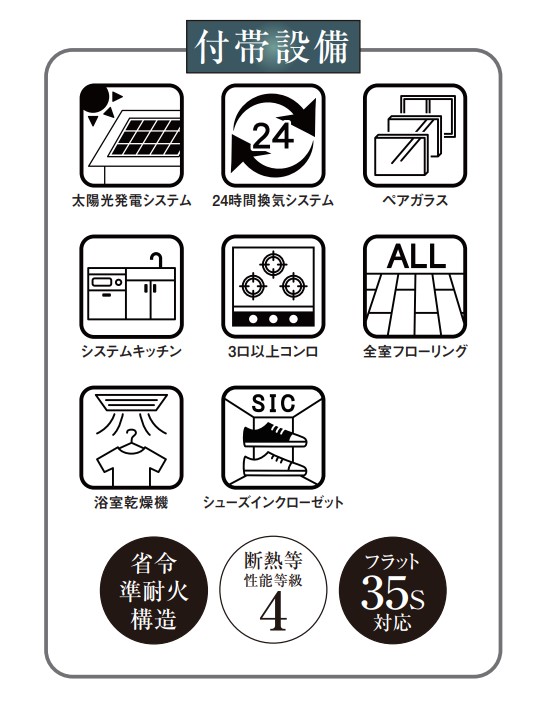 付帯設備
24
太陽光発電システム
24時間換気システム
ペアガラス
ALL
システムキッチン
3口以上コンロ
全室フローリング
SIC
浴室乾燥機
シューズインクローゼット
省令
準耐火
構造
断熱等
性能等級
4
フラット
35S
対応